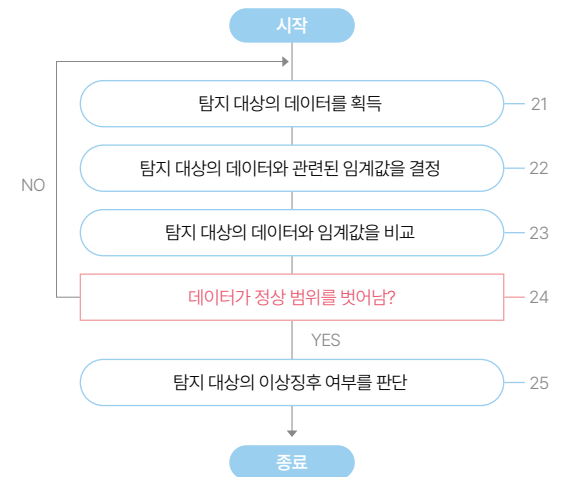 시작
탐지 대상의 데이터를 획득
21
탐지 대상의 데이터와 관련된 임계값을 결정
22
NO
탐지 대상의 데이터와 임계값을 비교
23
데이터가 정상 범위를 벗어남?
24
YES
탐지 대상의 이상징후 여부를 판단
25
종료